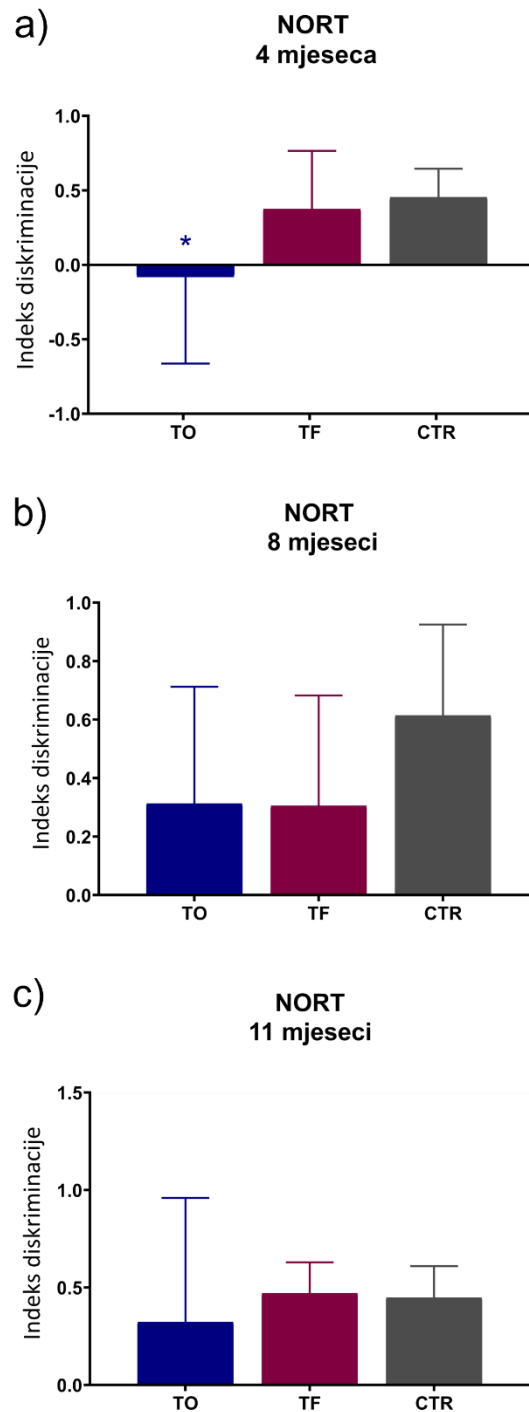 a)
NORT
4 mjeseca
Indeks diskriminacije
1.0
0.5
0.0
-0.5
-1.0
*
TO TF CTR
b)
NORT
8 mjeseci
Indeks diskriminacije
1.0
0.8
0.6
0.4
0.2
0.0
TO TF CTR
c)
NORT
11 mjeseci
Indeks diskriminacije
1.5
1.0
0.5
0.0
TO TF CTR